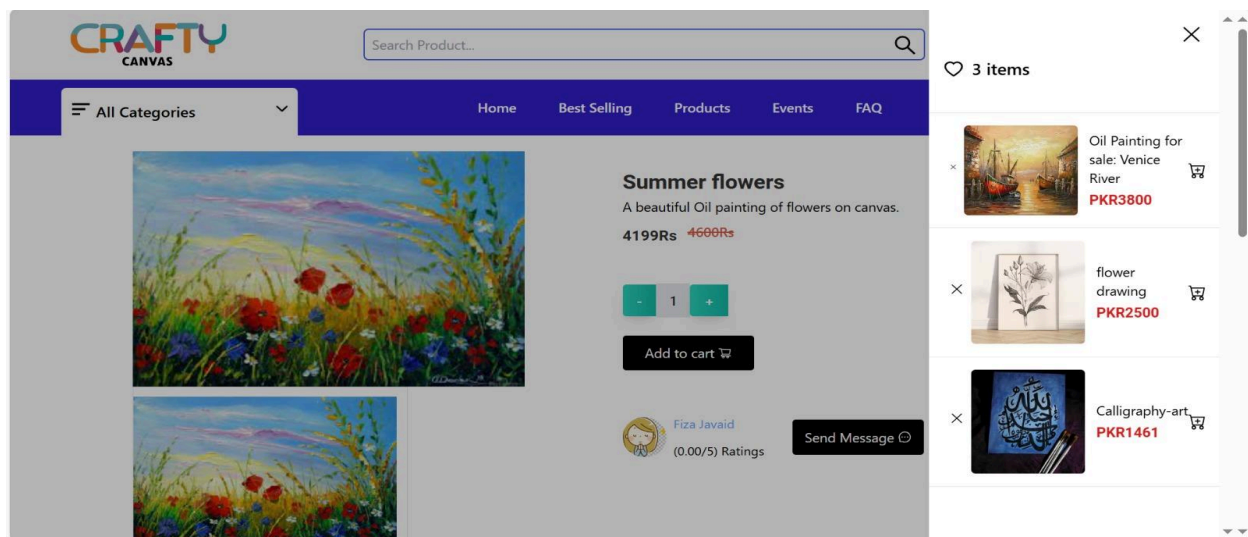 CRAFTY
CANVAS
Search Product...
All Categories
Home Best Selling Products Events FAQ
Summer flowers
A beautiful Oil painting of flowers on canvas.
4199Rs 4600Rs
- 1 +
Add to cart
Fiza Javaid
(0.00/5) Ratings
Send Message
3 items
Oil Painting for
sale: Venice
River
PKR3800
flower
drawing
PKR2500
Calligraphy-art
PKR1461